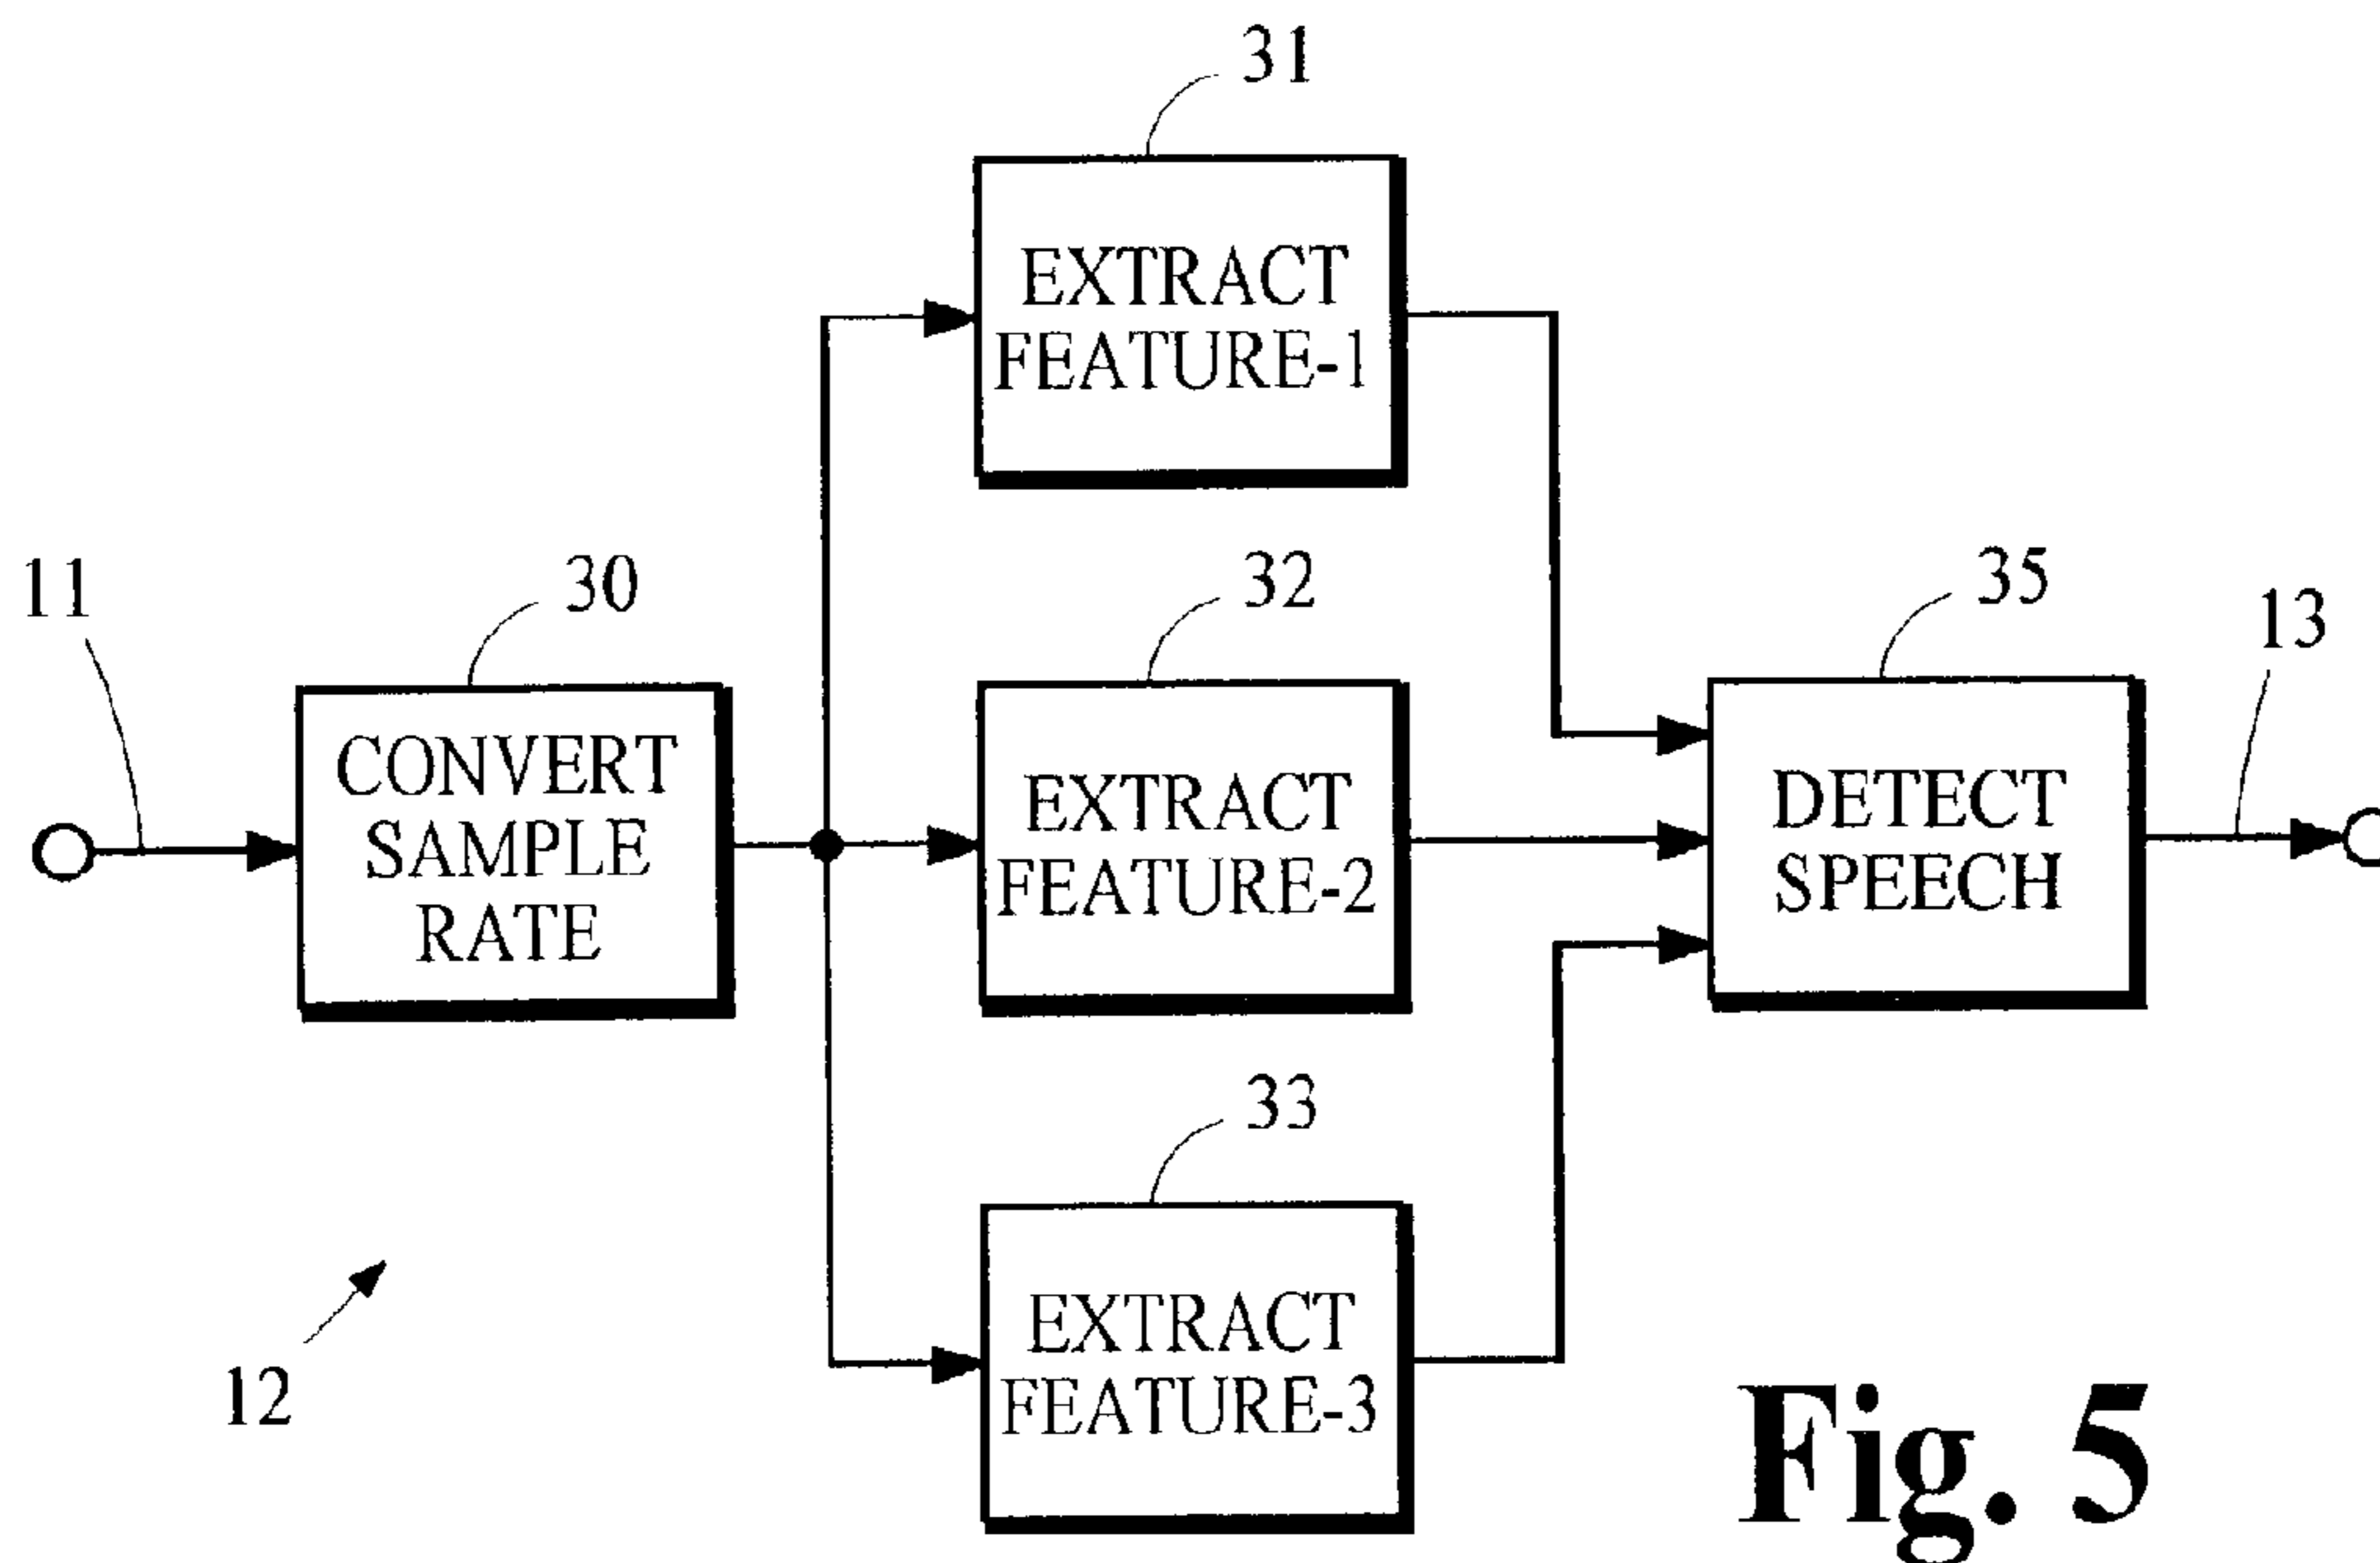 31
EXTRACT
FEATURE-1
11
30
32
35
13
CONVERT
SAMPLE
RATE
EXTRACT
FEATURE-2
DETECT
SPEECH
33
EXTRACT
FEATURE-3
12
Fig. 5